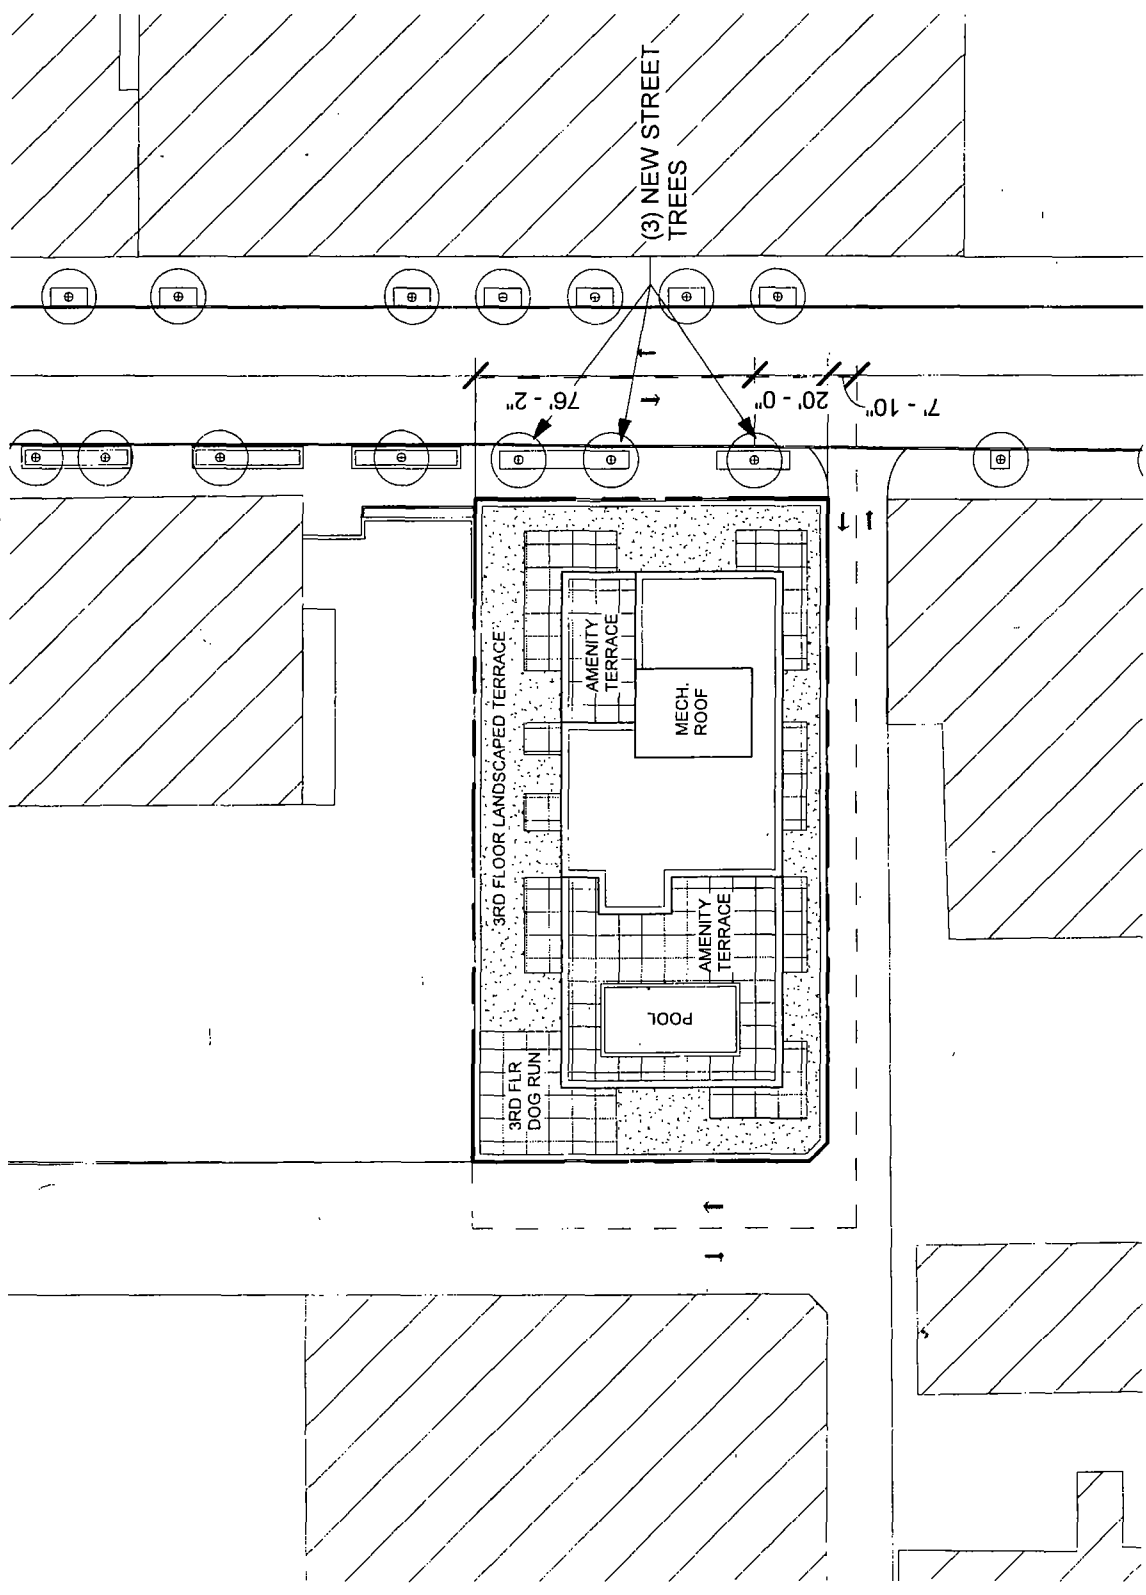 (3) NEW STREET
TREES
76' - 2"
20' - 0"
7' - 10"
3RD FLOOR LANDSCAPED TERRACE
AMENITY
TERRACE
MECH.
ROOF
AMENITY
TERRACE
POOL
3RD FLR
DOG RUN